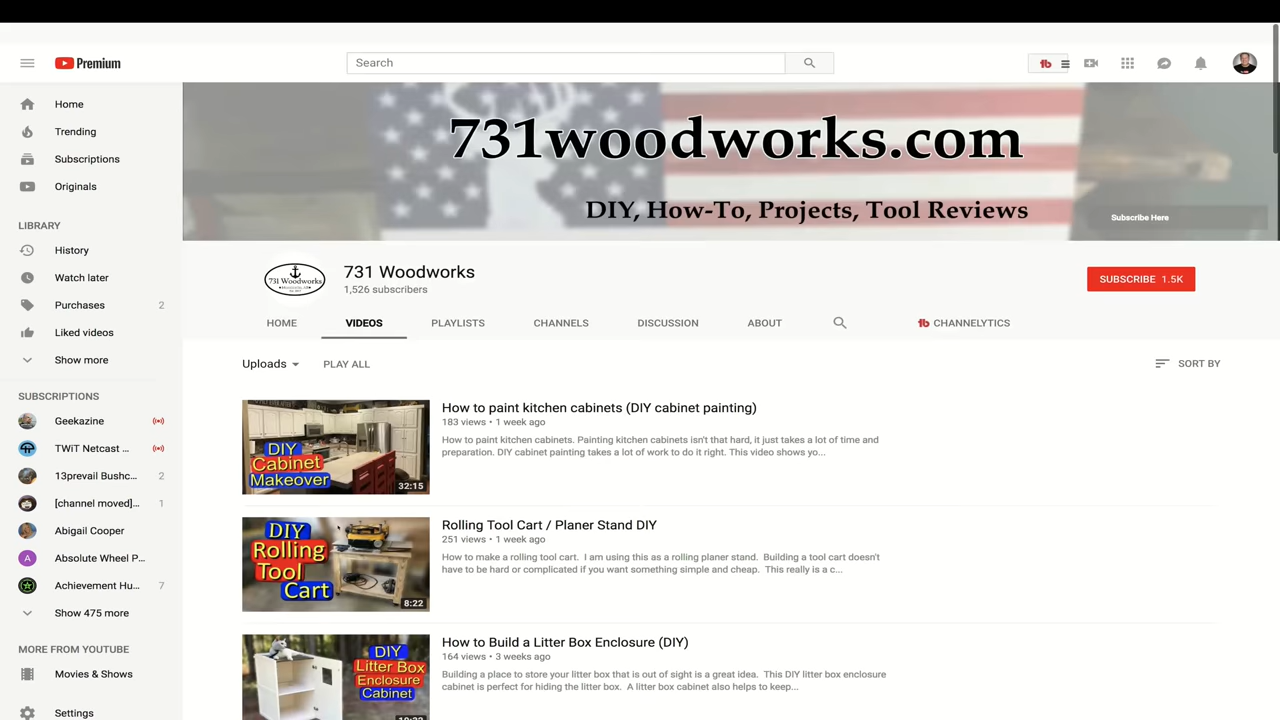 Premium
Search
tb
731woodworks.com
DIY, How-To, Projects, Tool Reviews
Subscribe Here
Home
Trending
Subscriptions
Originals
LIBRARY
History
Watch later
Purchases 2
Liked videos
Show more
SUBSCRIPTIONS
Geekazine
TWiT Netcast ...
13prevail Bushc... 2
[channel moved]... 1
Abigail Cooper
A Absolute Wheel P...
Achievement Hu... 7
Show 475 more
MORE FROM YOUTUBE
Movies & Shows
Settings
731 Woodworks
731 Woodworks
1,526 subscribers
SUBSCRIBE 1.5K
HOME VIDEOS PLAYLISTS CHANNELS DISCUSSION ABOUT tb CHANNELYTICS
Uploads PLAY ALL SORT BY
DIY
Cabinet
Makeover
32:15
How to paint kitchen cabinets (DIY cabinet painting)
183 views • 1 week ago
How to paint kitchen cabinets. Painting kitchen cabinets isn't that hard, it just takes a lot of time and
preparation. DIY cabinet painting takes a lot of work to do it right. This video shows yo...
DIY
Rolling
Tool
Cart
8:22
Rolling Tool Cart / Planer Stand DIY
251 views • 1 week ago
How to make a rolling tool cart. I am using this as a rolling planer stand. Building a tool cart doesn't
have to be hard or complicated if you want something simple and cheap. This really is a c...
DIY
Litter Box
Enclosure
Cabinet
How to Build a Litter Box Enclosure (DIY)
164 views • 3 weeks ago
Building a place to store your litter box that is out of sight is a great idea. This DIY litter box enclosure
cabinet is perfect for hiding the litter box. A litter box cabinet also helps to keep...